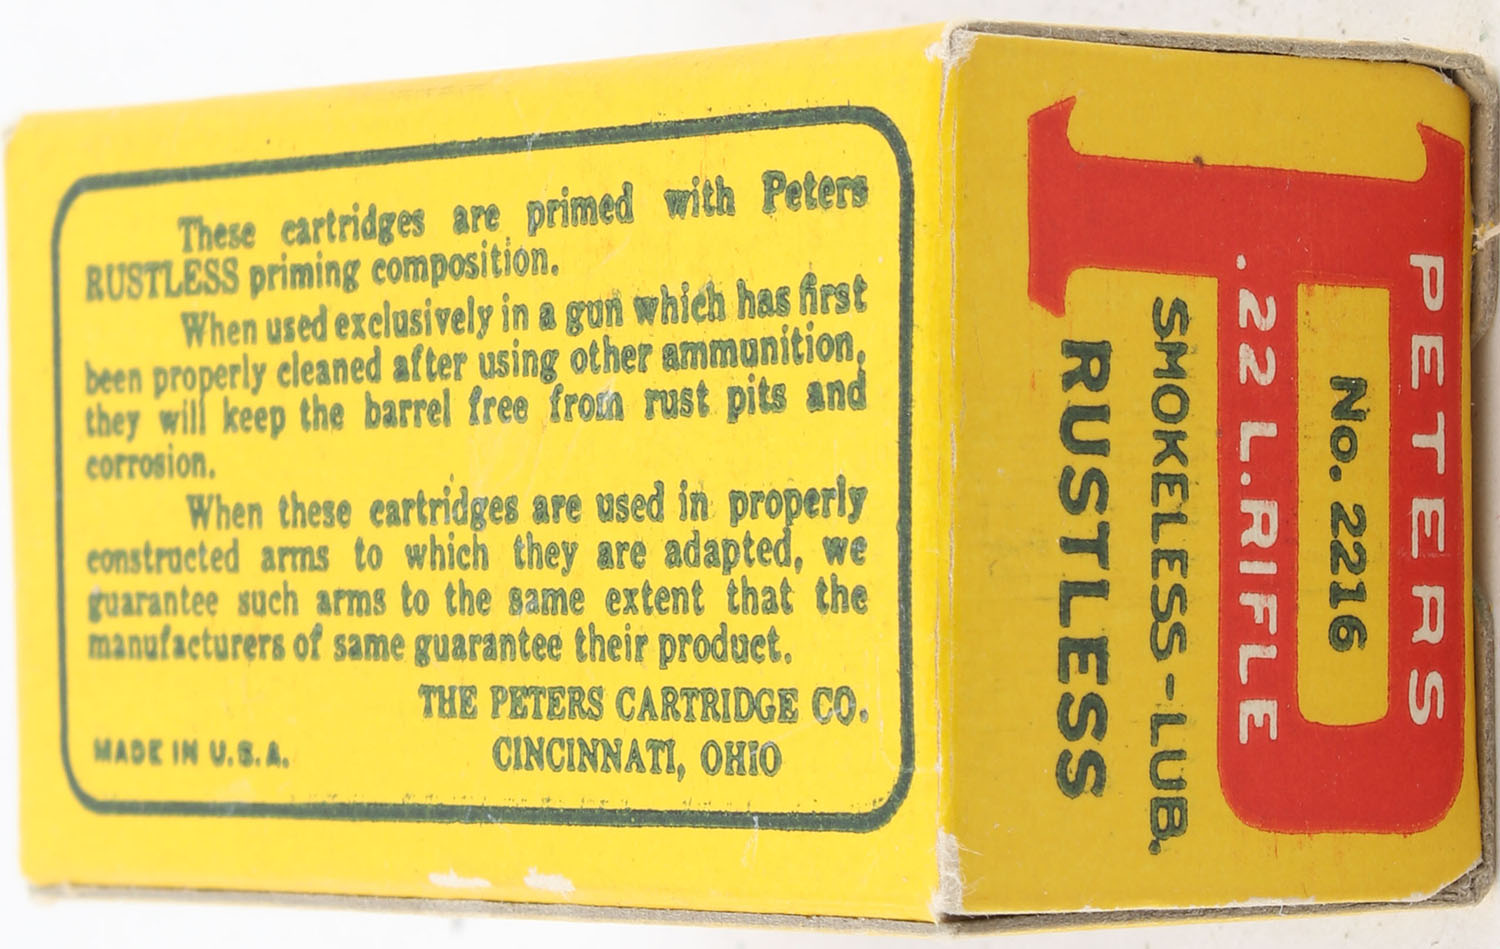 These cartridges are primed with Peters
RUSTLESS priming composition.
When used exclusively in a gun which has first
been properly cleaned after using other ammunition,
they will keep the barrel free from rust pits and
corrosion.
When these cartridges are used in properly
constructed arms to which they are adapted, we
guarantee such arms to the same extent that the
manufacturers of same guarantee their product.
THE PETERS CARTRIDGE CO.
MADE IN U.S.A.
CINCINNATI, OHIO
PETERS
No. 2216
.22 L.RIFLE
SMOKELESS-LUB.
RUSTLESS